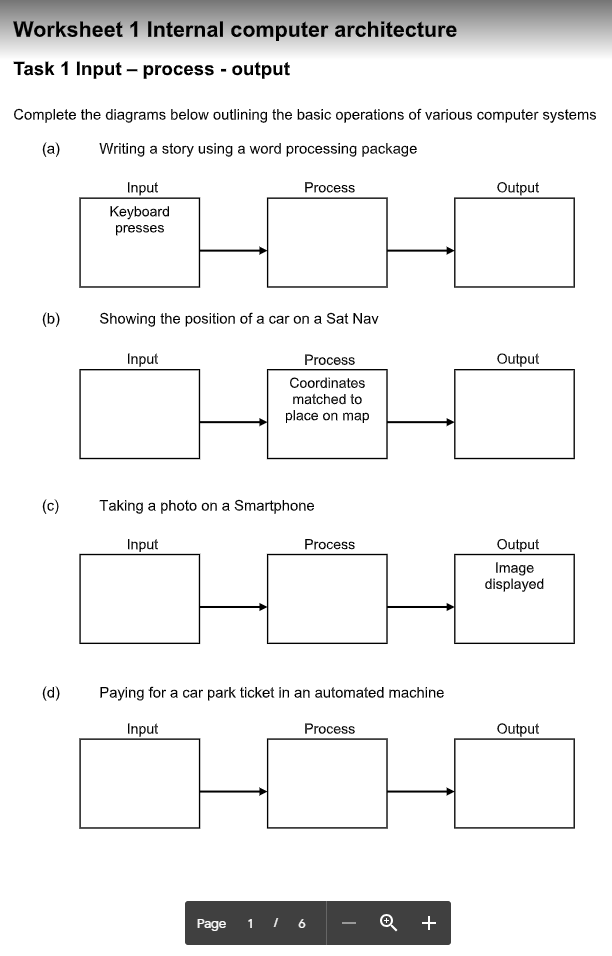 Worksheet 1 Internal computer architecture
Task 1 Input – process - output
Complete the diagrams below outlining the basic operations of various computer systems
(a) Writing a story using a word processing package
Input Process Output
Keyboard
presses
(b) Showing the position of a car on a Sat Nav
Input Process Output
Coordinates
matched to
place on map
(c) Taking a photo on a Smartphone
Input Process Output
Image
displayed
(d) Paying for a car park ticket in an automated machine
Input Process Output
Page 1 / 6